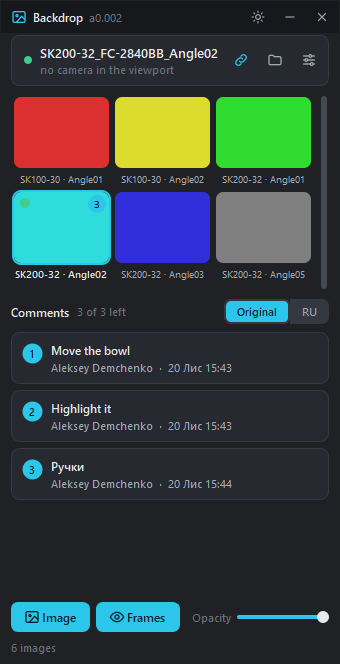 Backdrop a0.002
SK200-32_FC-2840BB_Angle02
no camera in the viewport
SK100-30 · Angle01
SK100-30 · Angle02
SK200-32 · Angle01
3
SK200-32 · Angle02
SK200-32 · Angle03
SK200-32 · Angle05
Comments 3 of 3 left
Original RU
1 Move the bowl
Aleksey Demchenko · 20 Лис 15:43
2 Highlight it
Aleksey Demchenko · 20 Лис 15:43
3 Ручки
Aleksey Demchenko · 20 Лис 15:44
Image
Frames
Opacity
6 images